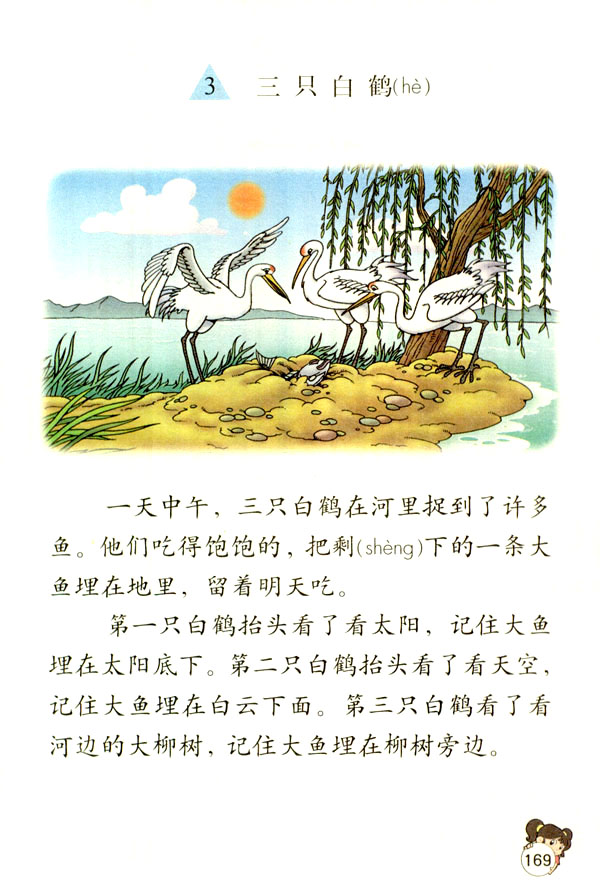 3 三只白鹤(hè)
一天中午，三只白鹤在河里捉到了许多
鱼。他们吃得饱饱的，把剩(shèng)下的一条大
鱼埋在地里，留着明天吃。
第一只白鹤抬头看了看太阳，记住大鱼
埋在太阳底下。第二只白鹤抬头看了看天空，
记住大鱼埋在白云下面。第三只白鹤看了看
河边的大柳树，记住大鱼埋在柳树旁边。
169